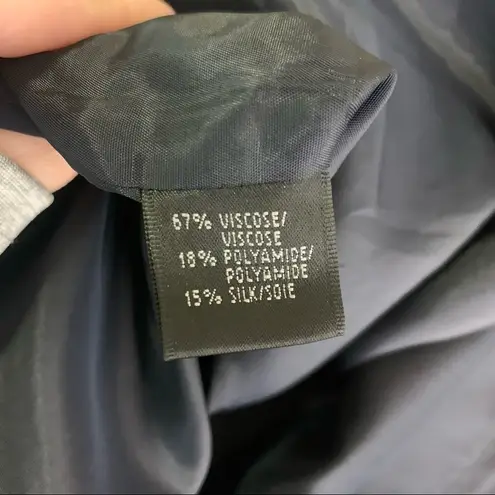 67% VISCOSE/
VISCOSE
18% POLYAMIDE/
POLYAMIDE
15% SILK/SOIE